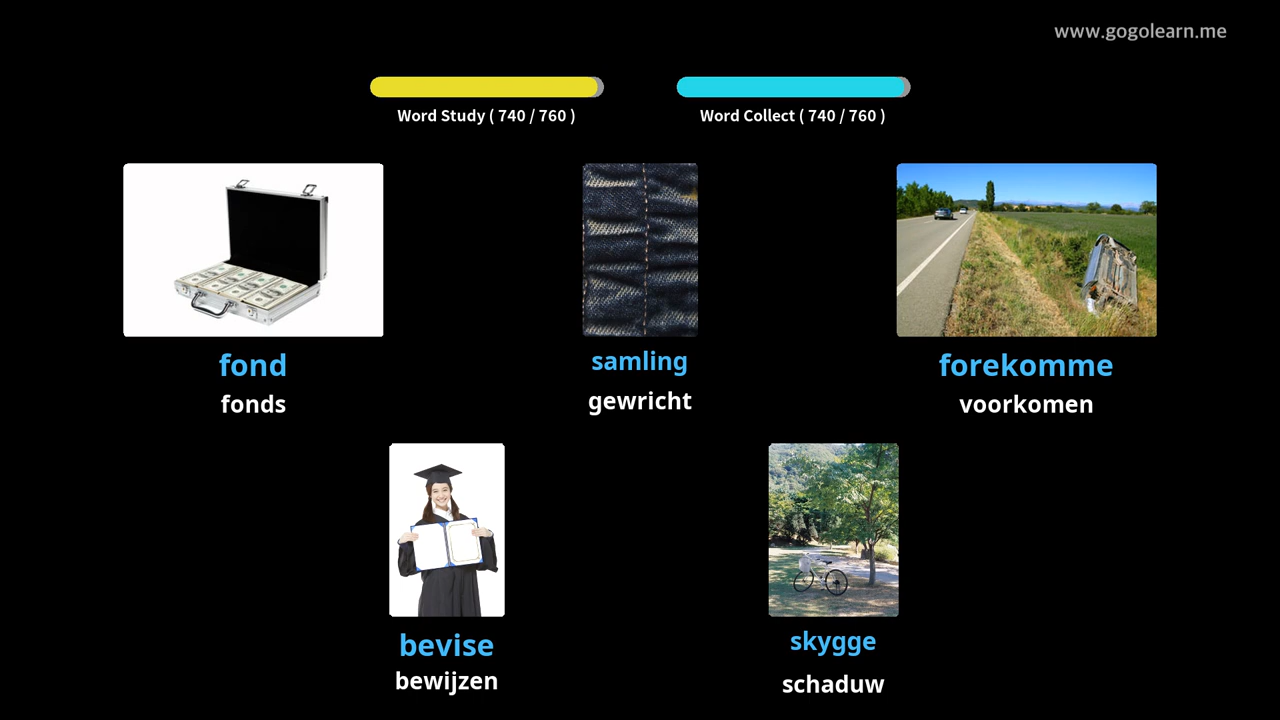 www.gogolearn.me
Word Study ( 740 / 760 )
Word Collect ( 740 / 760 )
fond
fonds
samling
gewricht
forekomme
voorkomen
bevise
bewijzen
skygge
schaduw